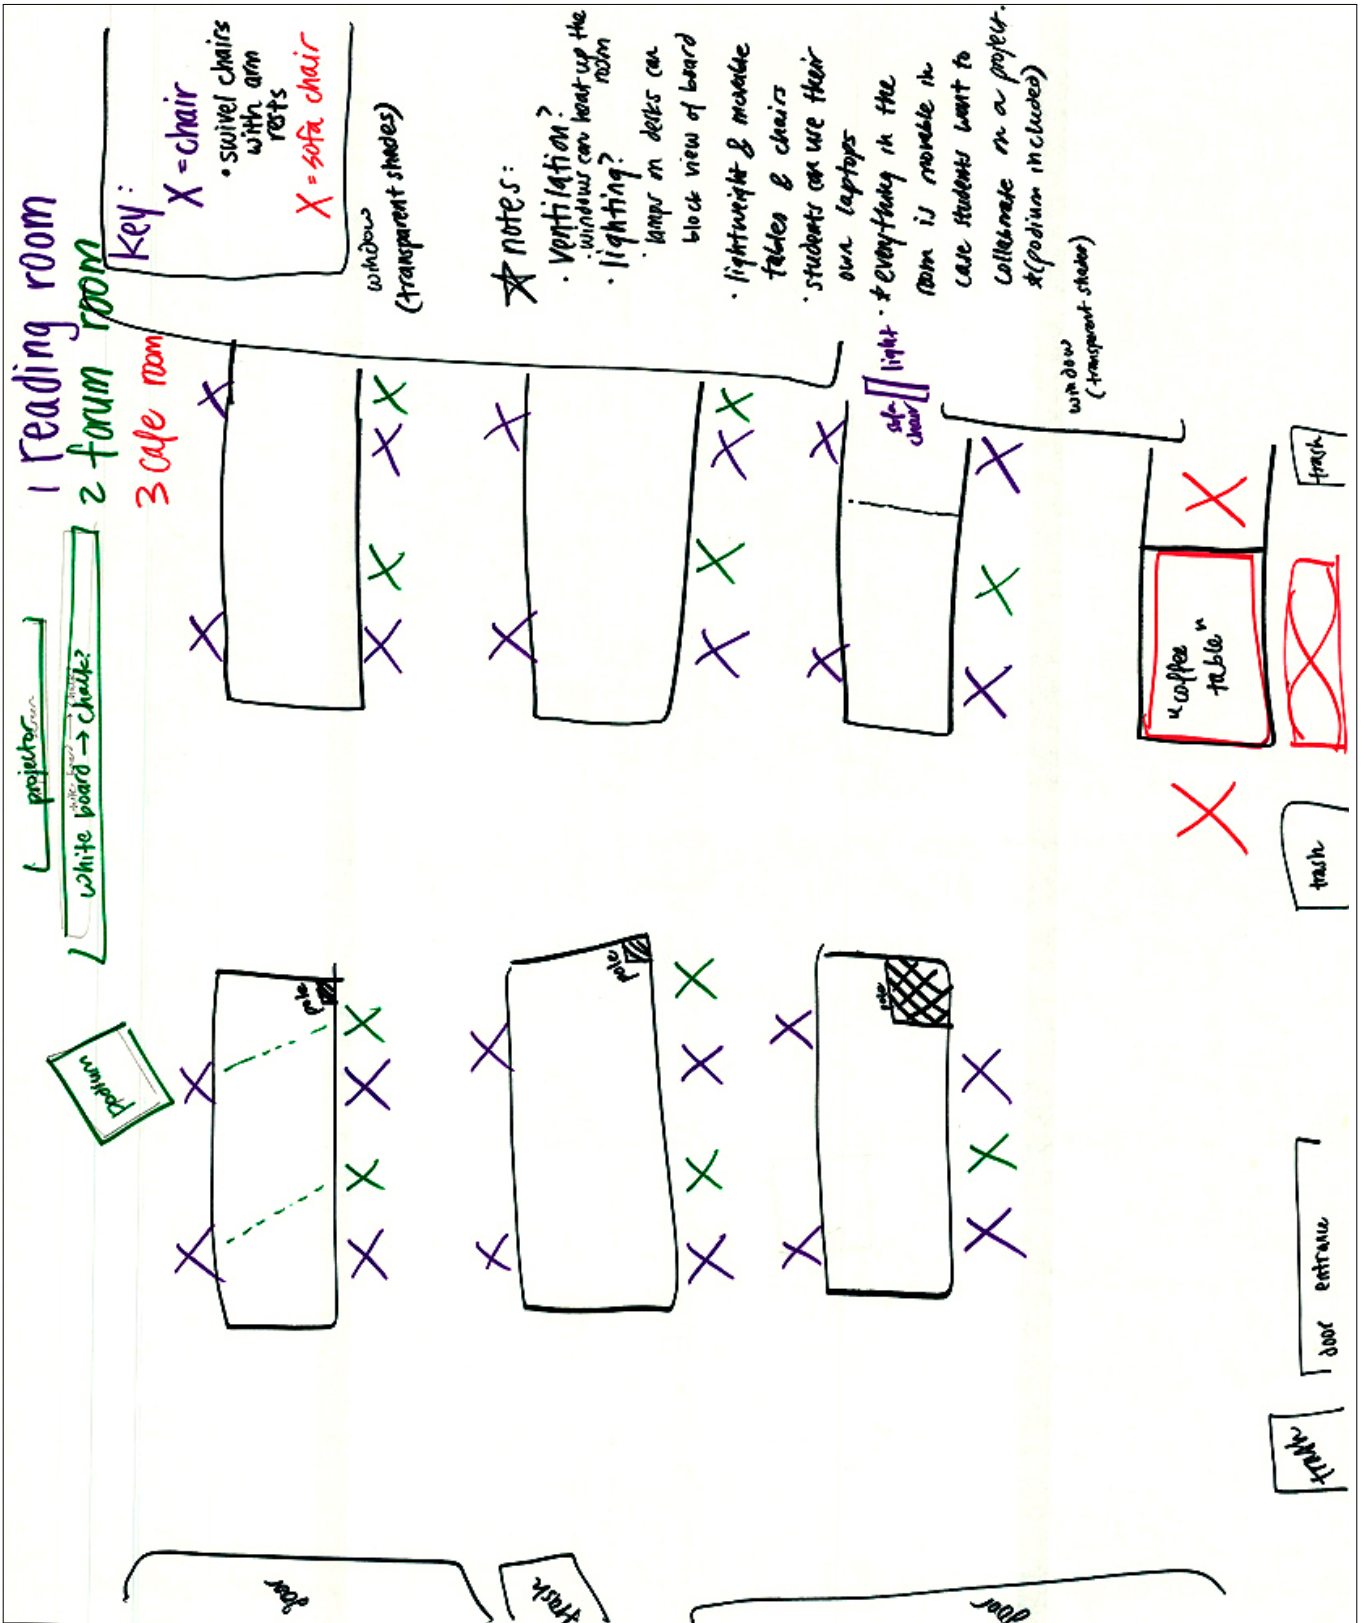 1 reading room
2 forum room
3 cafe room
Key:
X = chair
• swivel chairs
with arm
rests
X = sofa chair
window
(transparent shades)
☆ notes:
• Ventilation?
• windows can heat up the
room
• lighting?
lamps on desks can
block view of board
• lightweight & movable
tables & chairs
• students can use their
own laptops
• *everything in the
room is movable in
case students want to
collaborate on a project.
*(podium included)
window
(transparent shades)
projector
white board → chalk?
podium
sofa
chair
light
pole
pole
pole
"coffee
table"
trash
trash
door entrance
trash
door
trash
door